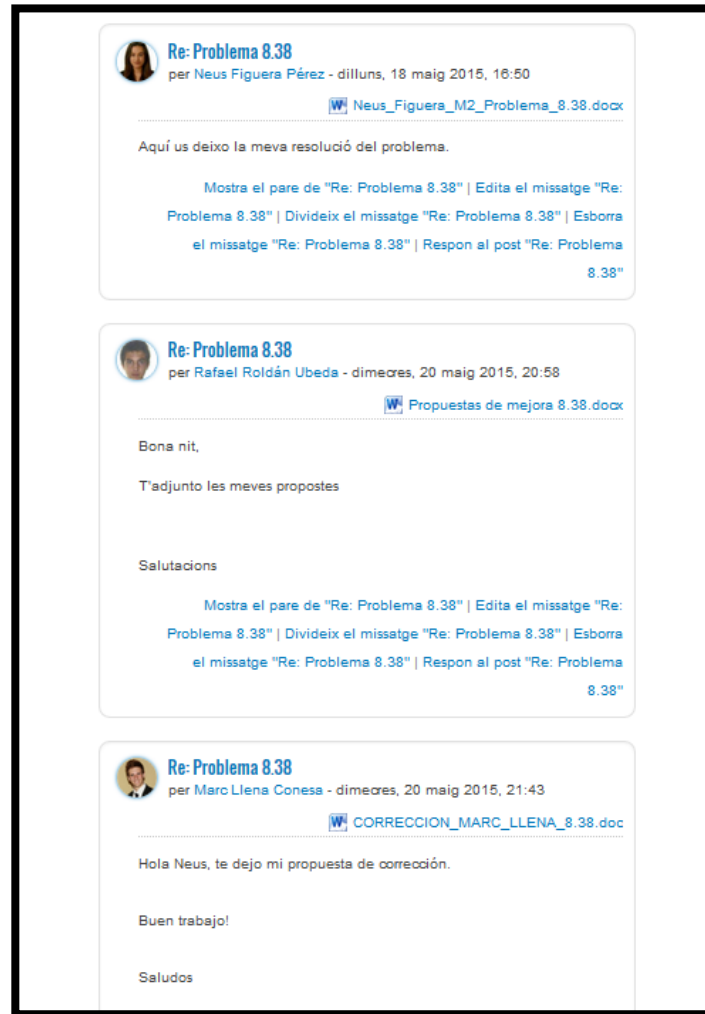 Re: Problema 8.38
per Neus Figuera Pérez - dilluns, 18 maig 2015, 16:50
Neus_Figuera_M2_Problema_8.38.docx
Aquí us deixo la meva resolució del problema.
Mostra el pare de "Re: Problema 8.38" | Edita el missatge "Re:
Problema 8.38" | Divideix el missatge "Re: Problema 8.38" | Esborra
el missatge "Re: Problema 8.38" | Respon al post "Re: Problema
8.38"
Re: Problema 8.38
per Rafael Roldán Ubeda - dimecres, 20 maig 2015, 20:58
Propuestas de mejora 8.38.docx
Bona nit,
T'adjunto les meves propostes
Salutacions
Mostra el pare de "Re: Problema 8.38" | Edita el missatge "Re:
Problema 8.38" | Divideix el missatge "Re: Problema 8.38" | Esborra
el missatge "Re: Problema 8.38" | Respon al post "Re: Problema
8.38"
Re: Problema 8.38
per Marc Llena Conesa - dimecres, 20 maig 2015, 21:43
CORRECCION_MARC_LLENA_8.38.doc
Hola Neus, te dejo mi propuesta de corrección.
Buen trabajo!
Saludos